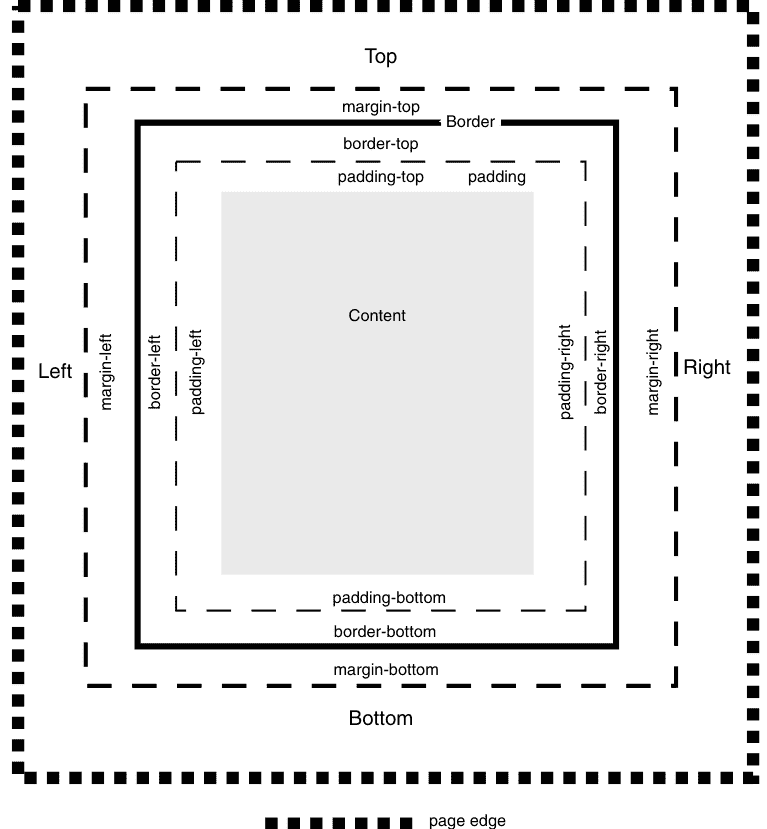 Top
margin-top
Border
border-top
padding-top padding
Content
Left
margin-left
border-left
padding-left
padding-right
border-right
margin-right
Right
padding-bottom
border-bottom
margin-bottom
Bottom
page edge